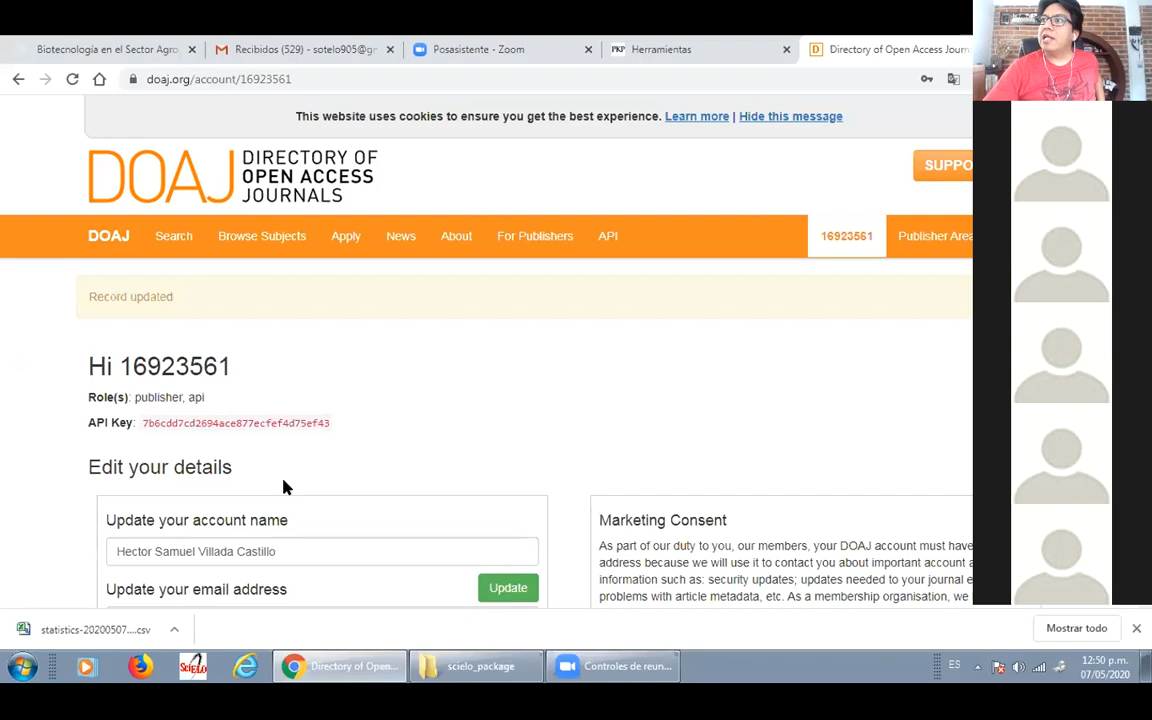 Biotecnología en el Sector Agro
Recibidos (529) - sotelo905@g
Posasistente - Zoom
PKP Herramientas
Directory of Open Access Journ
doaj.org/account/16923561
This website uses cookies to ensure you get the best experience. Learn more | Hide this message
DOAJ DIRECTORY OF
OPEN ACCESS
JOURNALS
SUPPO
DOAJ Search Browse Subjects Apply News About For Publishers API 16923561 Publisher Area
Record updated
Hi 16923561
Role(s): publisher, api
API Key: 7b6cdd7cd2694ace877ecfef4d75ef43
Edit your details
Update your account name
Hector Samuel Villada Castillo
Update your email address
Update
Marketing Consent
As part of our duty to you, our members, your DOAJ account must have
address because we will use it to contact you about important account a
information such as: security updates; updates needed to your journal e
problems with article metadata, etc. As a membership organisation, we
statistics-20200507....csv
Mostrar todo
SciELO
Directory of Open...
scielo_package
Controles de reun...
ES
12:50 p.m.
07/05/2020